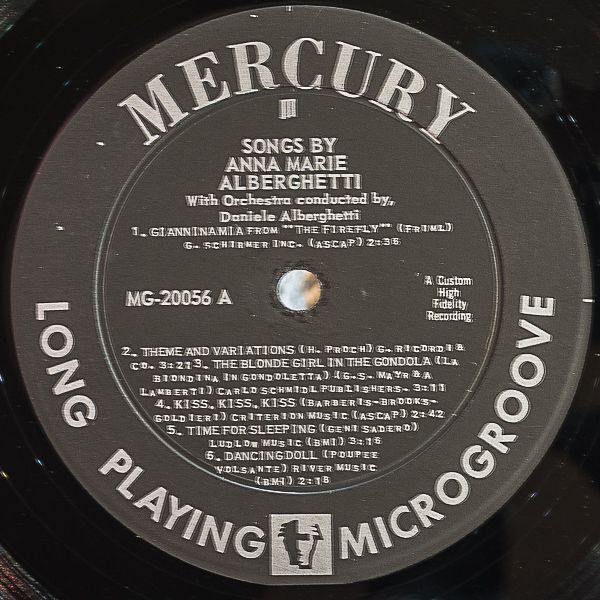 MERCURY
SONGS BY
ANNA MARIE
ALBERGHETTI
With Orchestra conducted by,
Daniele Alberghetti
1. GIANNINA MIA FROM "THE FIREFLY" (FRIML)
G. SCHIRMER INC. (ASCAP) 2:36
MG-20056 A
A Custom
High
Fidelity
Recording
2. THEME AND VARIATIONS (H. PROCH) G. RICORDI &
CO. 3:21 3. THE BLONDE GIRL IN THE GONDOLA (LA
BIONDINA IN GONDOLETTA) (G.S. MAYR & A
LAMBERTI) CARLO SCHMIDL PUBLISHERS. 3:11
4. KISS, KISS, KISS (BARBERIS-BROOKS-
GOLDIERI) CRITERION MUSIC (ASCAP) 2:42
5. TIME FOR SLEEPING (GENI SADERO)
LUDLOW MUSIC (BMI) 3:16
6. DANCING DOLL (POUPEE
VOLSANTE) RIVER MUSIC
(BMI) 2:18
LONG PLAYING MICROGROOVE